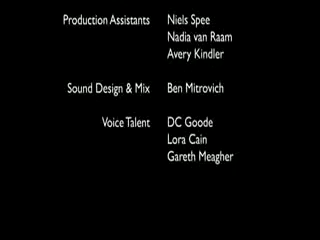 Production Assistants Niels Spee
Nadia van Raam
Avery Kindler
Sound Design & Mix Ben Mitrovich
Voice Talent DC Goode
Lora Cain
Gareth Meagher